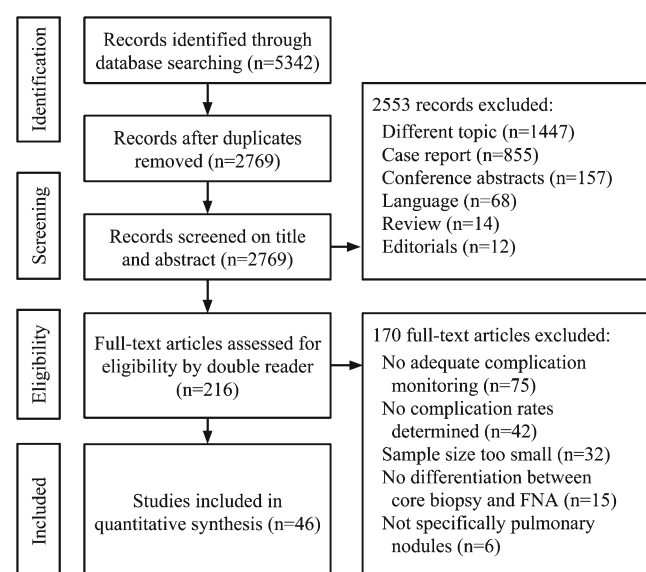 Identification
Records identified through
database searching (n=5342)
Records after duplicates
removed (n=2769)
Screening
Records screened on title
and abstract (n=2769)
2553 records excluded:
Different topic (n=1447)
Case report (n=855)
Conference abstracts (n=157)
Language (n=68)
Review (n=14)
Editorials (n=12)
Eligibility
Full-text articles assessed for
eligibility by double reader
(n=216)
170 full-text articles excluded:
No adequate complication
monitoring (n=75)
No complication rates
determined (n=42)
Sample size too small (n=32)
No differentiation between
core biopsy and FNA (n=15)
Not specifically pulmonary
nodules (n=6)
Included
Studies included in
quantitative synthesis (n=46)